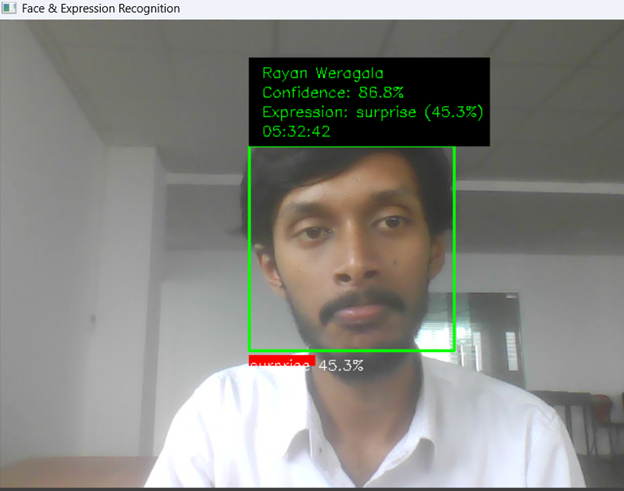 Face & Expression Recognition
Rayan Weragala
Confidence: 86.8%
Expression: surprise (45.3%)
05:32:42
surprise 45.3%